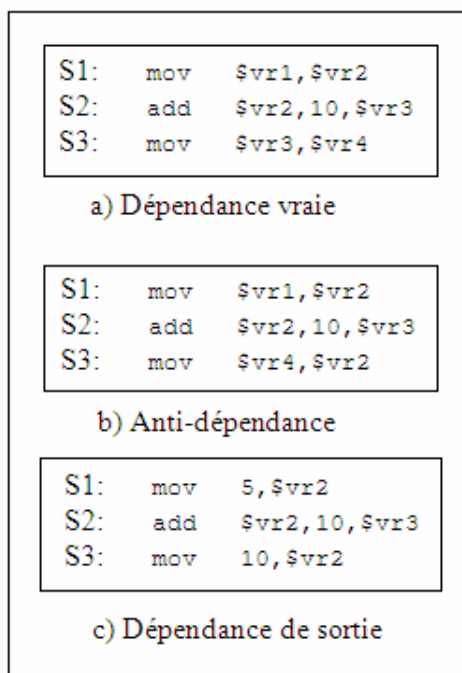 S1: mov $vr1,$vr2
S2: add $vr2,10,$vr3
S3: mov $vr3,$vr4
a) Dépendance vraie
S1: mov $vr1,$vr2
S2: add $vr2,10,$vr3
S3: mov $vr4,$vr2
b) Anti-dépendance
S1: mov 5,$vr2
S2: add $vr2,10,$vr3
S3: mov 10,$vr2
c) Dépendance de sortie